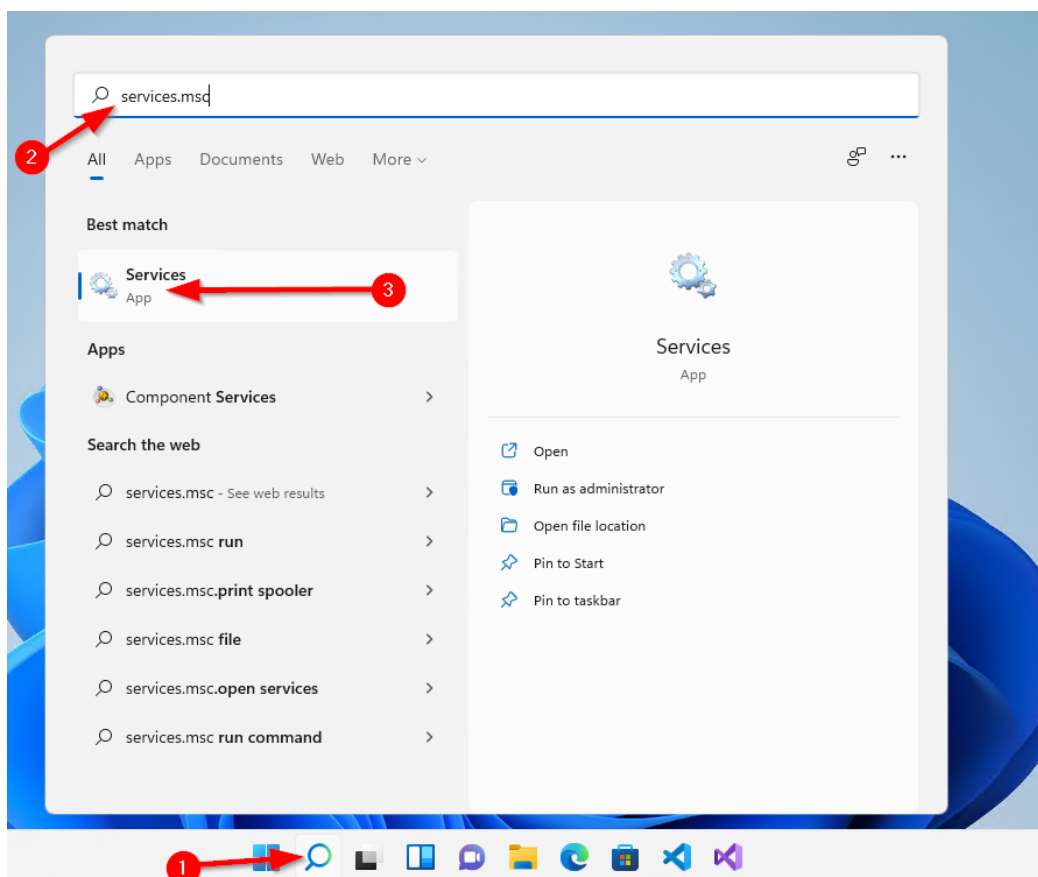 services.msc
2
All Apps Documents Web More
Best match
Services
App
3
Services
App
Apps
Component Services
Search the web
services.msc - See web results
services.msc run
services.msc.print spooler
services.msc file
services.msc.open services
services.msc run command
Open
Run as administrator
Open file location
Pin to Start
Pin to taskbar
1